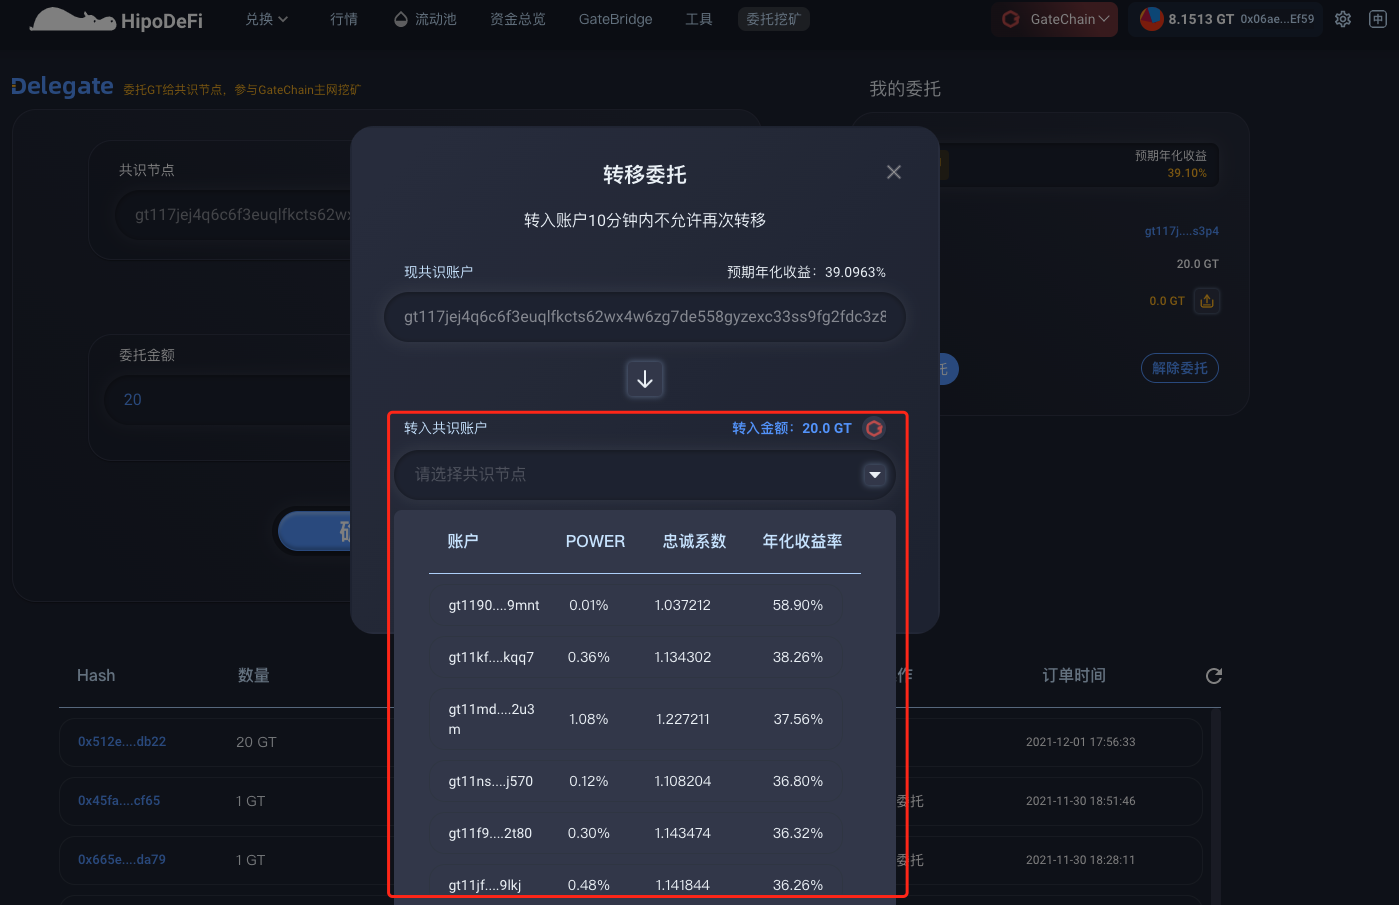 HipoDeFi
兑换
行情
流动池
资金总览
GateBridge
工具
委托挖矿
GateChain
8.1513 GT
0x06ae...Ef59
中
Delegate
委托GT给共识节点，参与GateChain主网挖矿
我的委托
共识节点
gt117jej4q6c6f3euqlfkcts62wx
委托金额
20
预期年化收益
39.10%
gt117j....s3p4
20.0 GT
0.0 GT
托
解除委托
转移委托
转入账户10分钟内不允许再次转移
现共识账户
预期年化收益：39.0963%
gt117jej4q6c6f3euqlfkcts62wx4w6zg7de558gyzexc33ss9fg2fdc3z8
转入共识账户
转入金额：20.0 GT
请选择共识节点
账户 POWER 忠诚系数 年化收益率
gt1190....9mnt 0.01% 1.037212 58.90%
gt11kf....kqq7 0.36% 1.134302 38.26%
gt11md....2u3
m
1.08% 1.227211 37.56%
gt11ns....j570 0.12% 1.108204 36.80%
gt11f9....2t80 0.30% 1.143474 36.32%
gt11jf....9lkj 0.48% 1.141844 36.26%
Hash 数量 作 订单时间
0x512e....db22 20 GT 2021-12-01 17:56:33
0x45fa....cf65 1 GT 委托 2021-11-30 18:51:46
0x665e....da79 1 GT 委托 2021-11-30 18:28:11